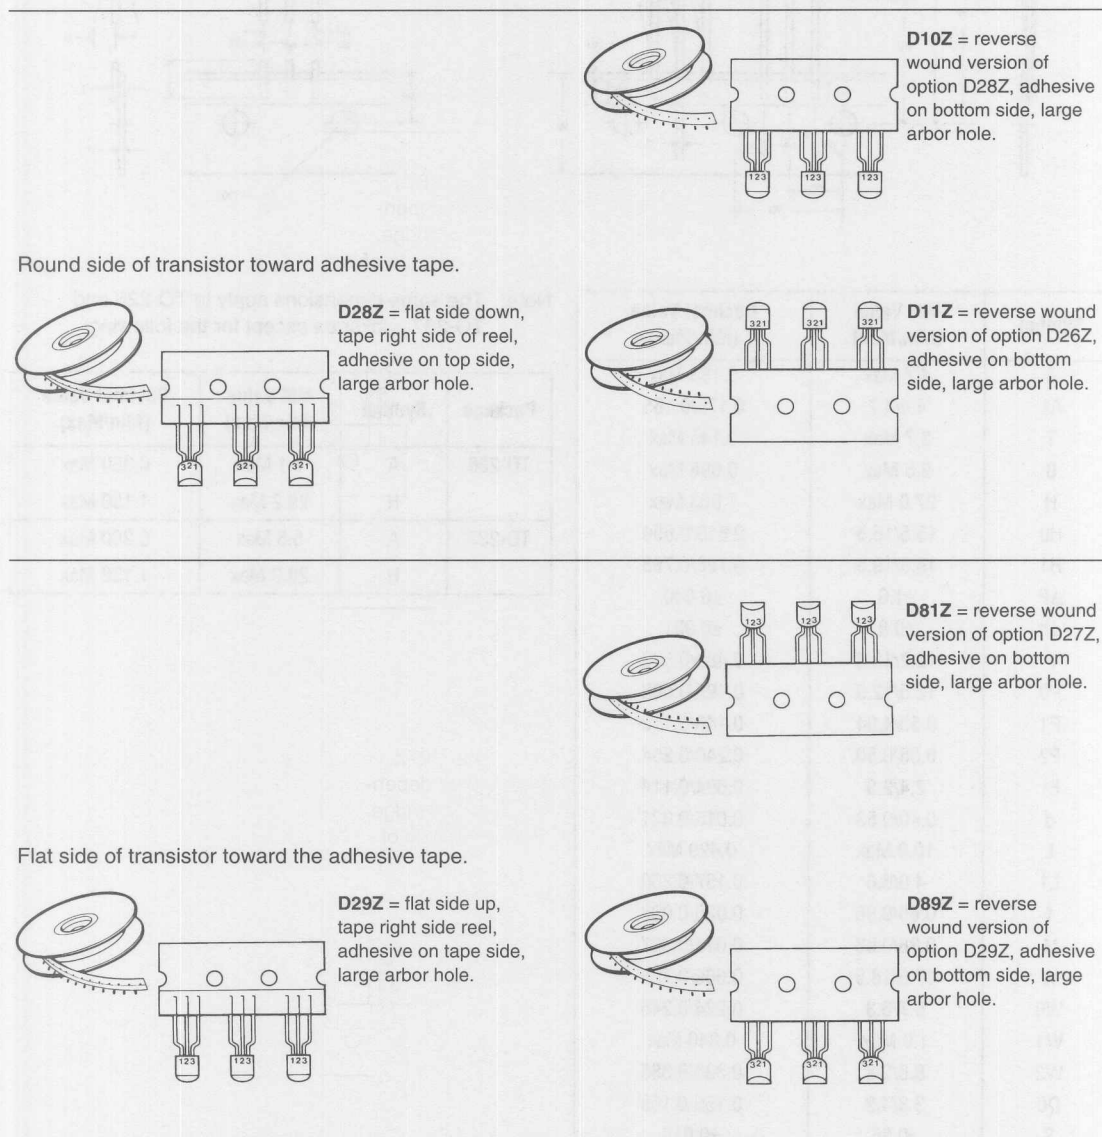 D10Z = reverse
wound version of
option D28Z, adhesive
on bottom side, large
arbor hole.
123 123 123
Round side of transistor toward adhesive tape.
D28Z = flat side down,
tape right side of reel,
adhesive on top side,
large arbor hole.
321 321 321
D11Z = reverse wound
version of option D26Z,
adhesive on bottom
side, large arbor hole.
321 321 321
D81Z = reverse wound
version of option D27Z,
adhesive on bottom
side, large arbor hole.
123 123 123
Flat side of transistor toward the adhesive tape.
D29Z = flat side up,
tape right side reel,
adhesive on tape side,
large arbor hole.
123 123 123
D89Z = reverse
wound version of
option D29Z, adhesive
on bottom side, large
arbor hole.
321 321 321